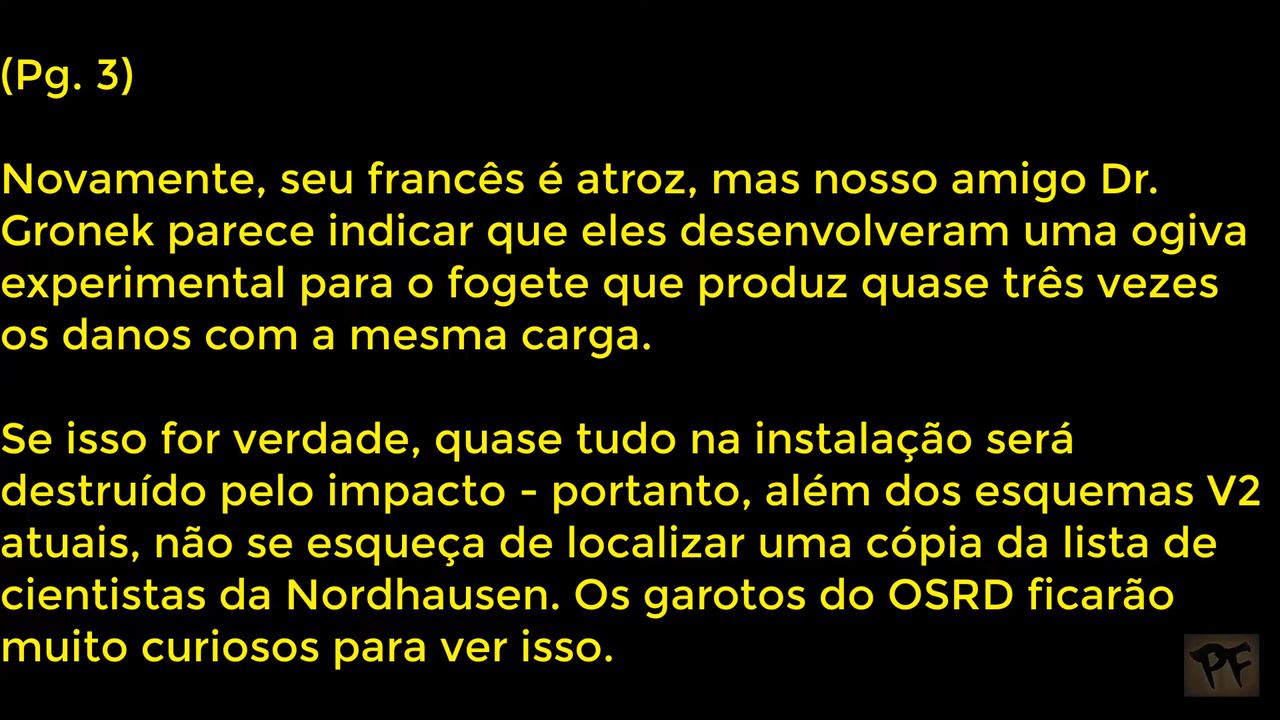 (Pg. 3)
Novamente, seu francês é atroz, mas nosso amigo Dr.
Gronek parece indicar que eles desenvolveram uma ogiva
experimental para o fogete que produz quase três vezes
os danos com a mesma carga.
Se isso for verdade, quase tudo na instalação será
destruído pelo impacto - portanto, além dos esquemas V2
atuais, não se esqueça de localizar uma cópia da lista de
cientistas da Nordhausen. Os garotos do OSRD ficarão
muito curiosos para ver isso.
PF